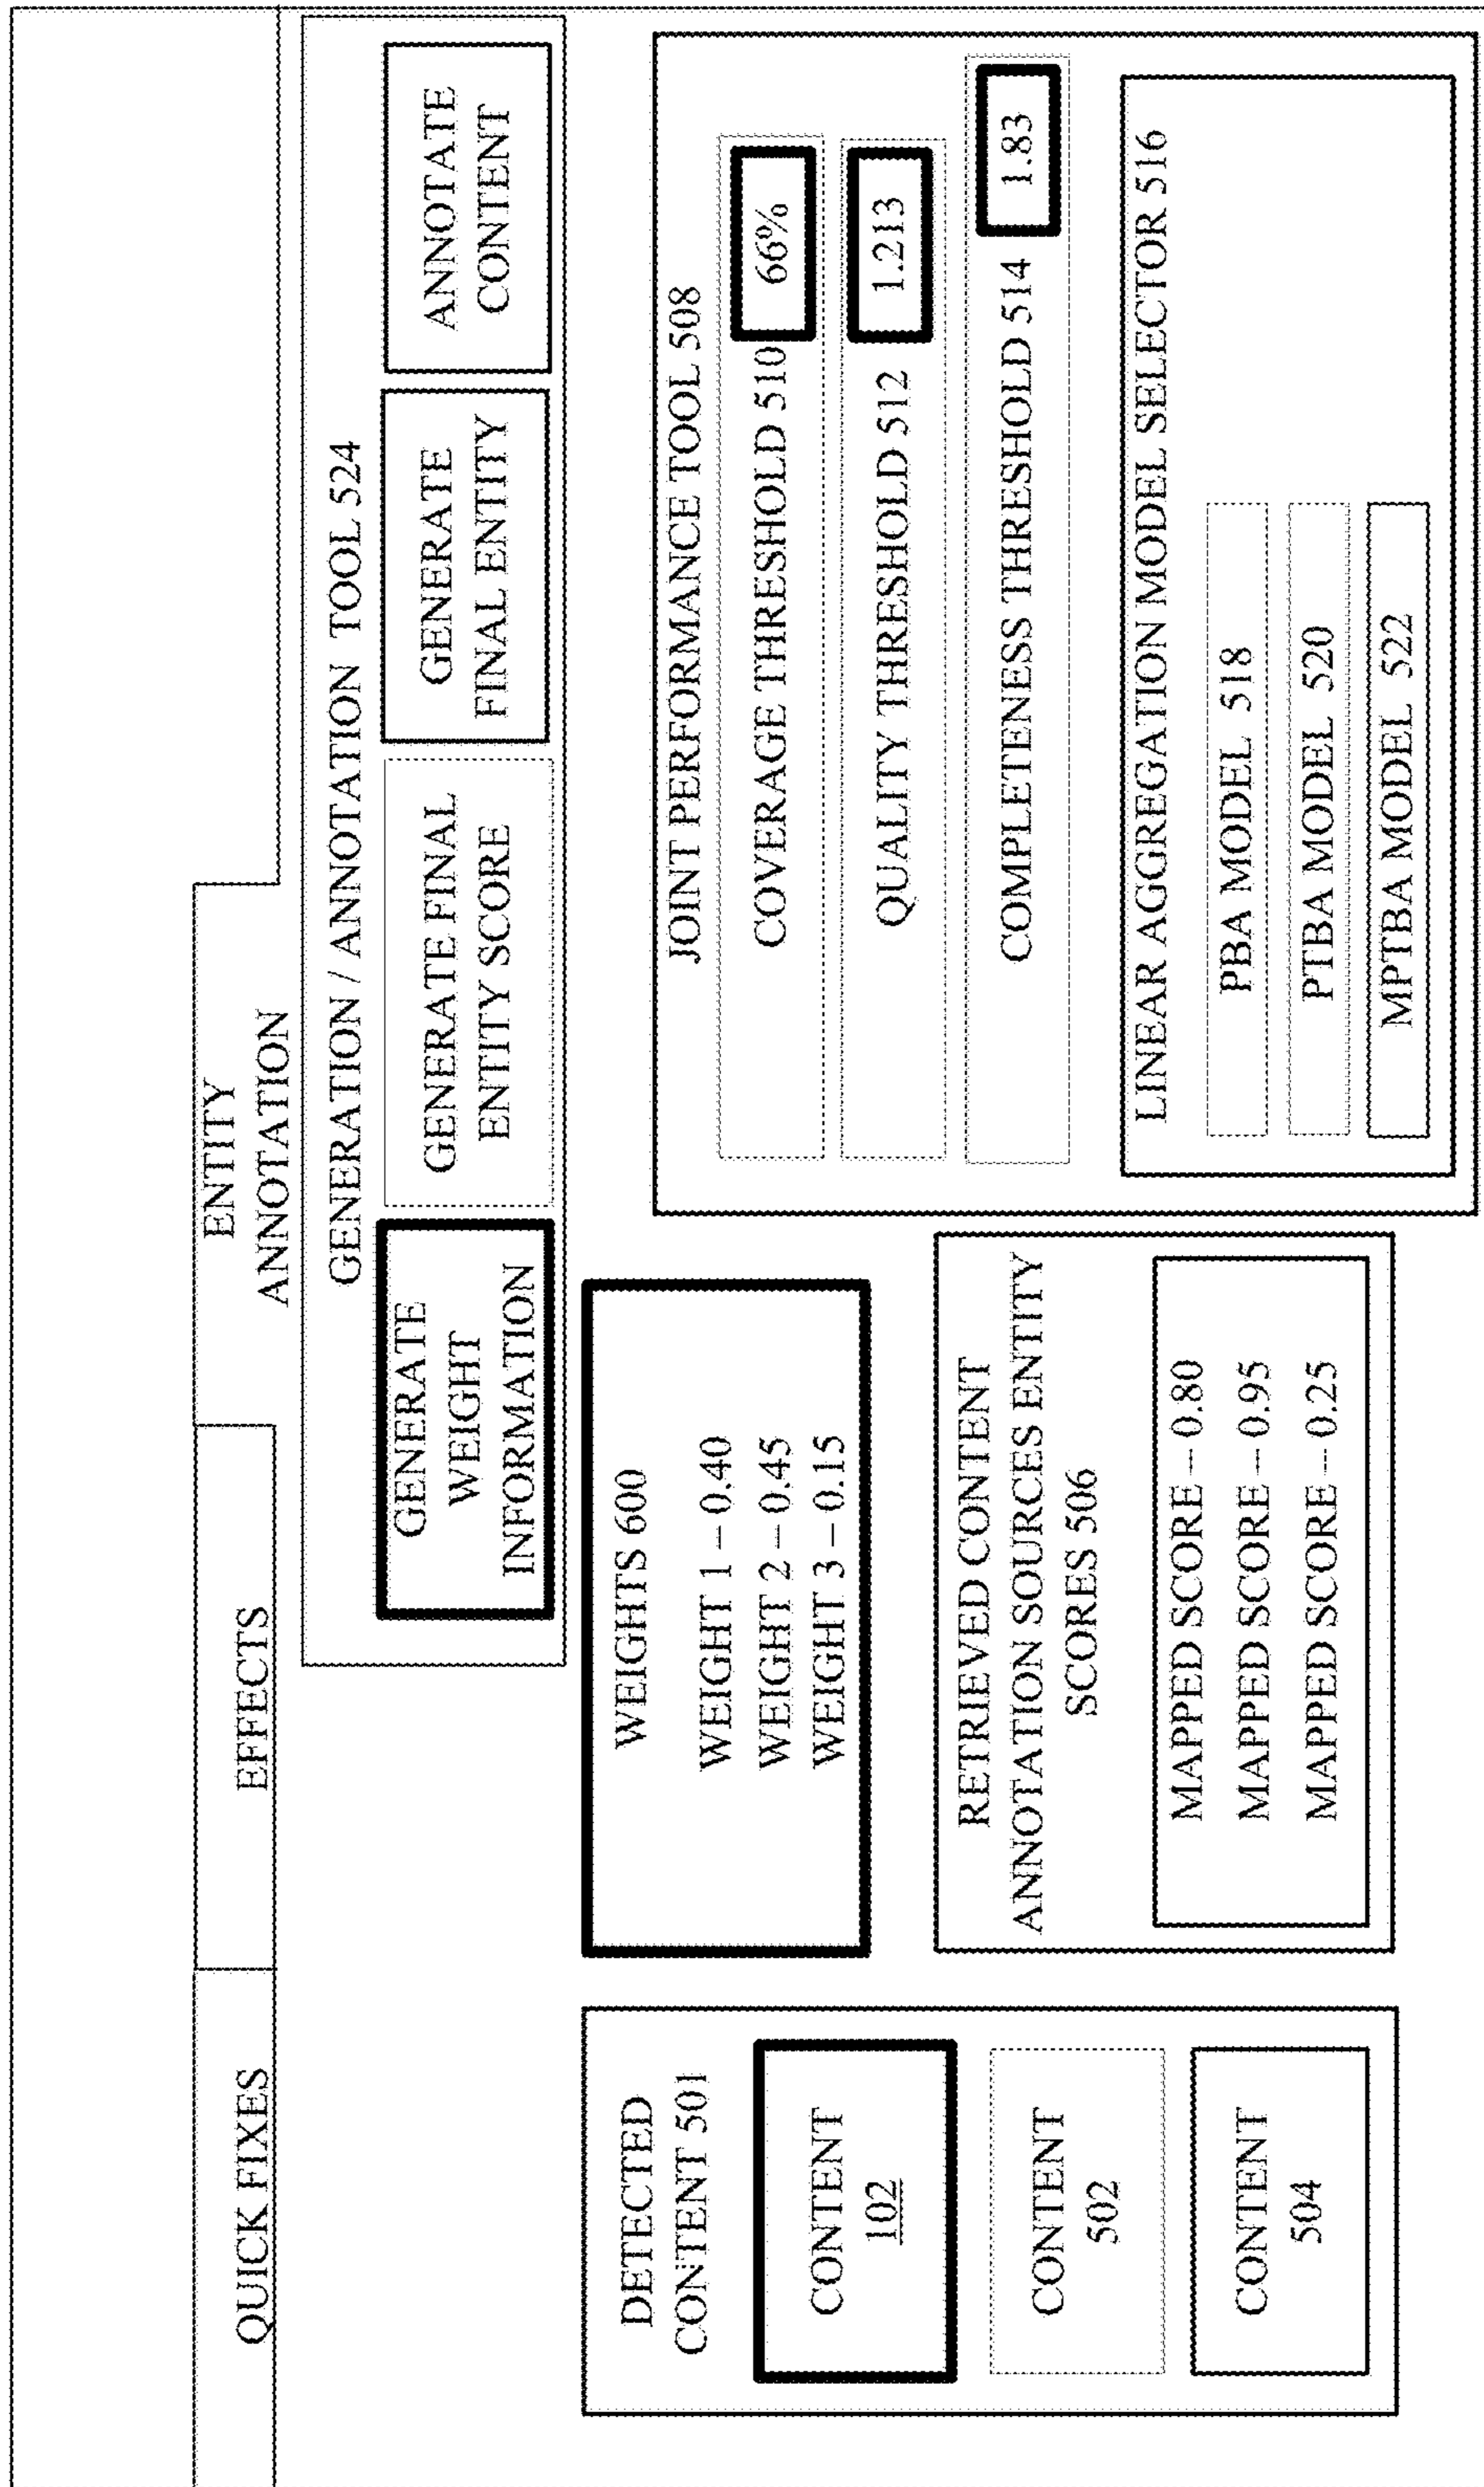 QUICK FIXES
EFFECTS
ENTITY
ANNOTATION
GENERATION / ANNOTATION TOOL 524
GENERATE
WEIGHT
INFORMATION
GENERATE FINAL
ENTITY SCORE
GENERATE
FINAL ENTITY
ANNOTATE
CONTENT
DETECTED
CONTENT 501
CONTENT
102
CONTENT
502
CONTENT
504
WEIGHTS 600
WEIGHT 1 – 0.40
WEIGHT 2 – 0.45
WEIGHT 3 – 0.15
RETRIEVED CONTENT
ANNOTATION SOURCES ENTITY
SCORES 506
MAPPED SCORE – 0.80
MAPPED SCORE – 0.95
MAPPED SCORE – 0.25
JOINT PERFORMANCE TOOL 508
COVERAGE THRESHOLD 510 66%
QUALITY THRESHOLD 512 1.213
COMPLETENESS THRESHOLD 514 1.83
LINEAR AGGREGATION MODEL SELECTOR 516
PBA MODEL 518
PTBA MODEL 520
MPTBA MODEL 522